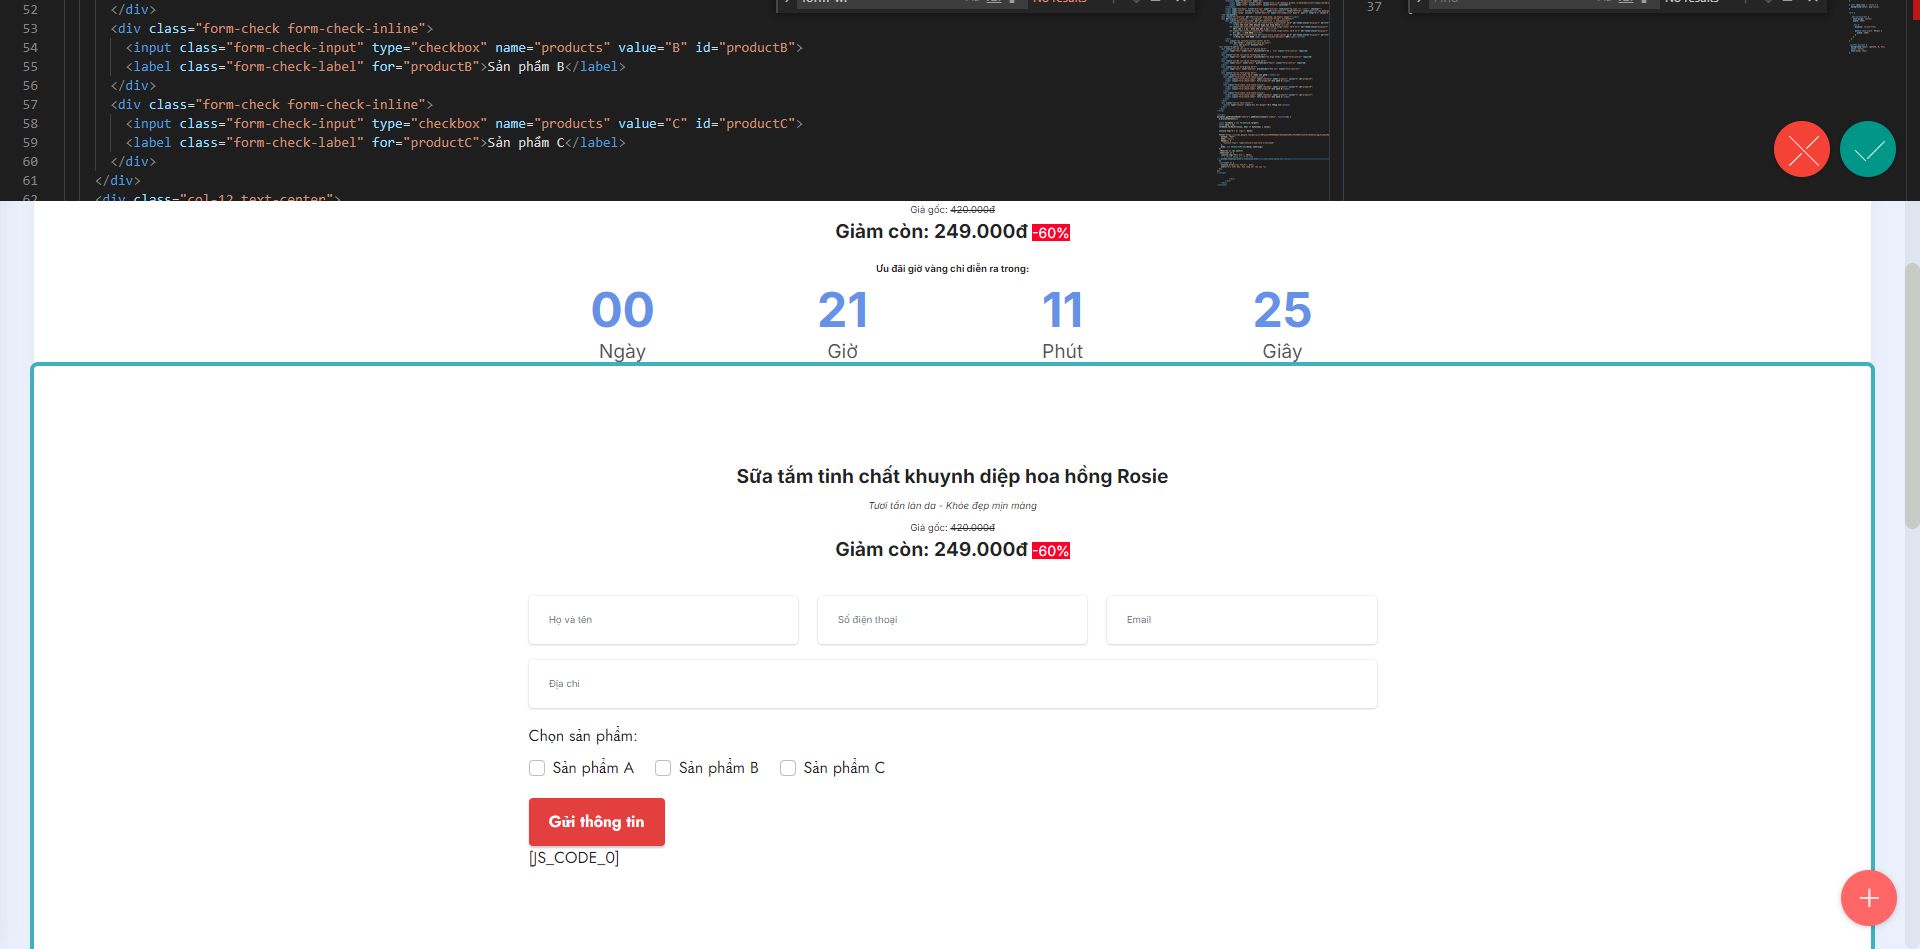 52 </div>
53 <div class="form-check form-check-inline">
54 <input class="form-check-input" type="checkbox" name="products" value="B" id="productB">
55 <label class="form-check-label" for="productB">Sản phẩm B</label>
56 </div>
57 <div class="form-check form-check-inline">
58 <input class="form-check-input" type="checkbox" name="products" value="C" id="productC">
59 <label class="form-check-label" for="productC">Sản phẩm C</label>
60 </div>
61 </div>
62 <div class="col-12 text-center">
37
Giá gốc: 420.000đ
Giảm còn: 249.000đ -60%
Ưu đãi giờ vàng chỉ diễn ra trong:
00 21 11 25
Ngày Giờ Phút Giây
Sữa tắm tinh chất khuynh diệp hoa hồng Rosie
Tươi tắn làn da - Khỏe đẹp mịn màng
Giá gốc: 420.000đ
Giảm còn: 249.000đ -60%
Họ và tên Số điện thoại Email
Địa chỉ
Chọn sản phẩm:
Sản phẩm A Sản phẩm B Sản phẩm C
Gửi thông tin
[JS_CODE_0]